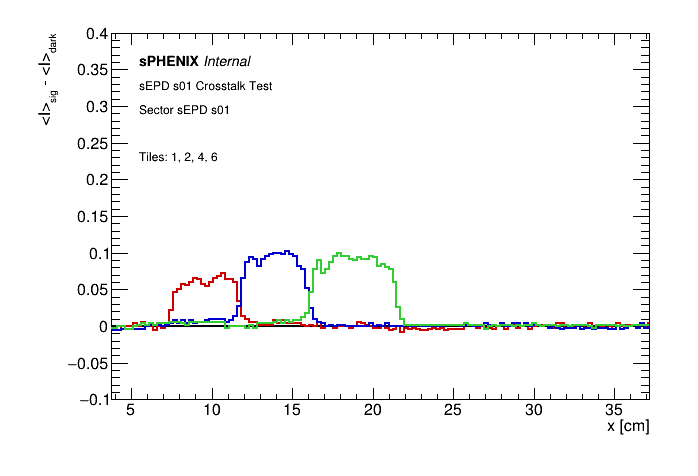 <I>sig - <I>dark
0.4
0.35
0.3
0.25
0.2
0.15
0.1
0.05
0
−0.05
−0.1
sPHENIX Internal
sEPD s01 Crosstalk Test
Sector sEPD s01
Tiles: 1, 2, 4, 6
5 10 15 20 25 30 35
x [cm]